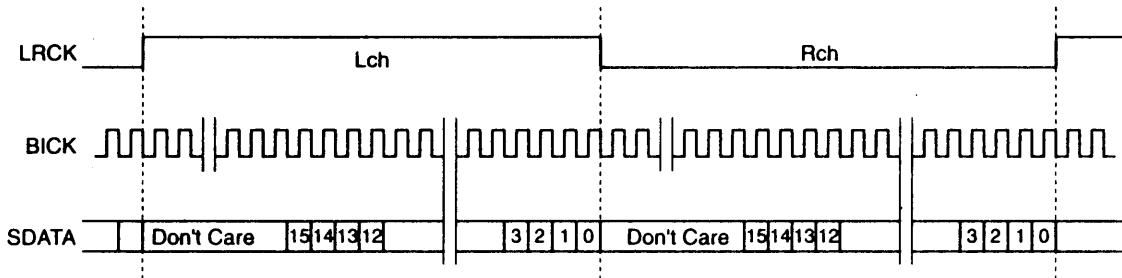 LRCK Lch Rch
BICK
SDATA Don't Care 15 14 13 12 3 2 1 0 Don't Care 15 14 13 12 3 2 1 0